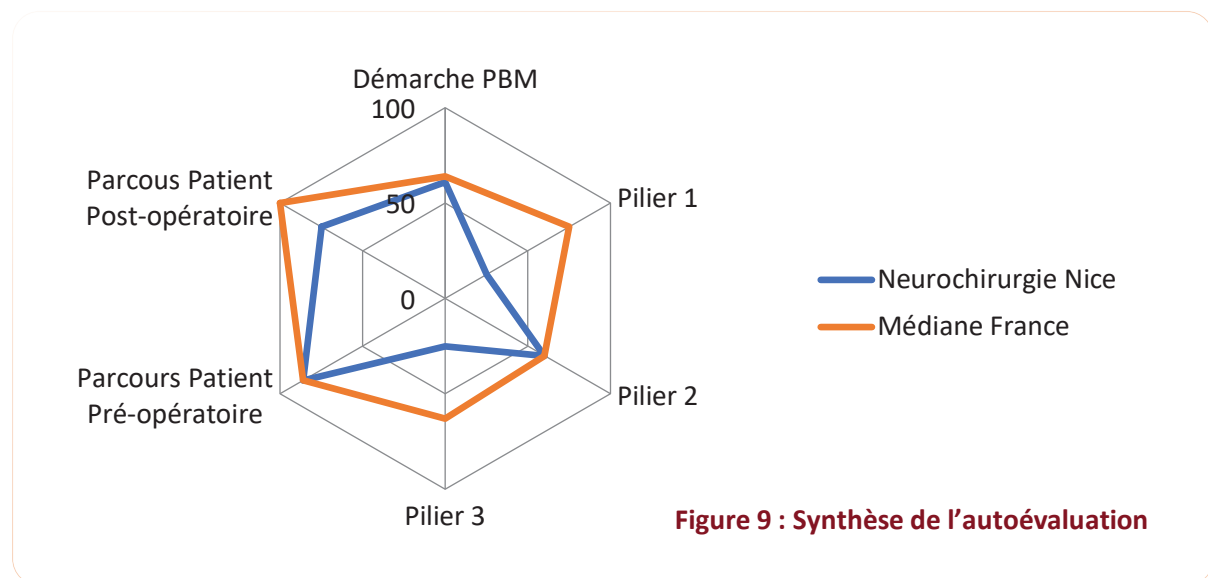 Démarche PBM
100
Parcous Patient
Post-opératoire
Pilier 1
50
Neurochirurgie Nice
0
Médiane France
Parcours Patient
Pré-opératoire
Pilier 2
Pilier 3
Figure 9 : Synthèse de l’autoévaluation